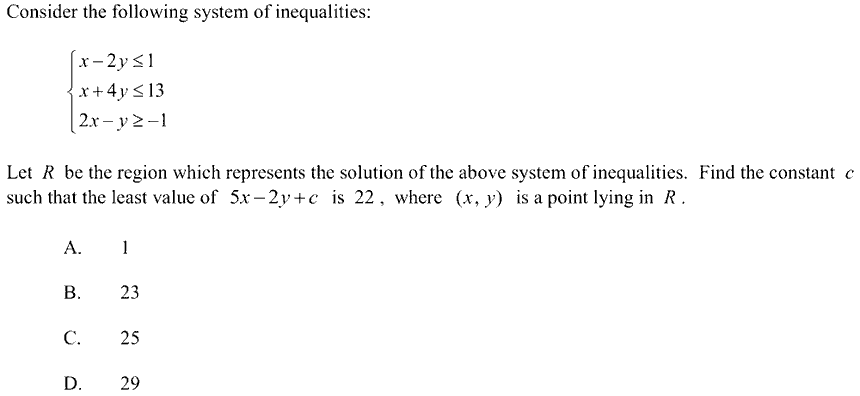 Consider the following system of inequalities:
x − 2y ≤ 1
x + 4y ≤ 13
2x − y ≥ −1
Let R be the region which represents the solution of the above system of inequalities. Find the constant c
such that the least value of 5x − 2y + c is 22 , where (x, y) is a point lying in R .
A. 1
B. 23
C. 25
D. 29